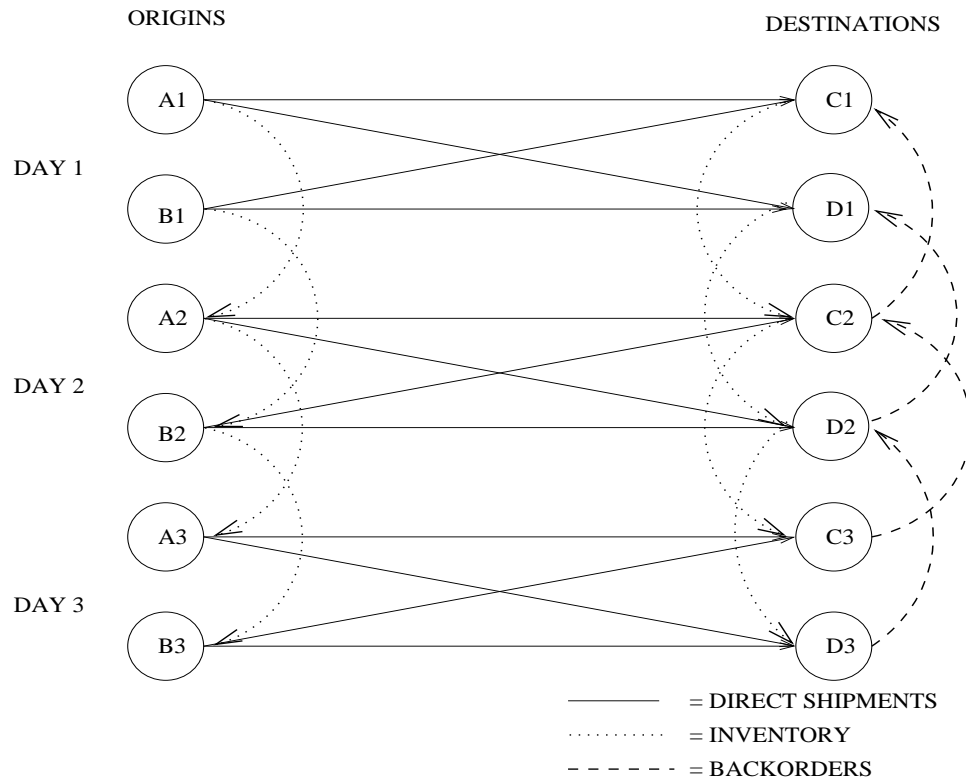 ORIGINS
DESTINATIONS
A1
C1
DAY 1
B1
D1
A2
C2
DAY 2
B2
D2
A3
C3
DAY 3
B3
D3
= DIRECT SHIPMENTS
= INVENTORY
= BACKORDERS